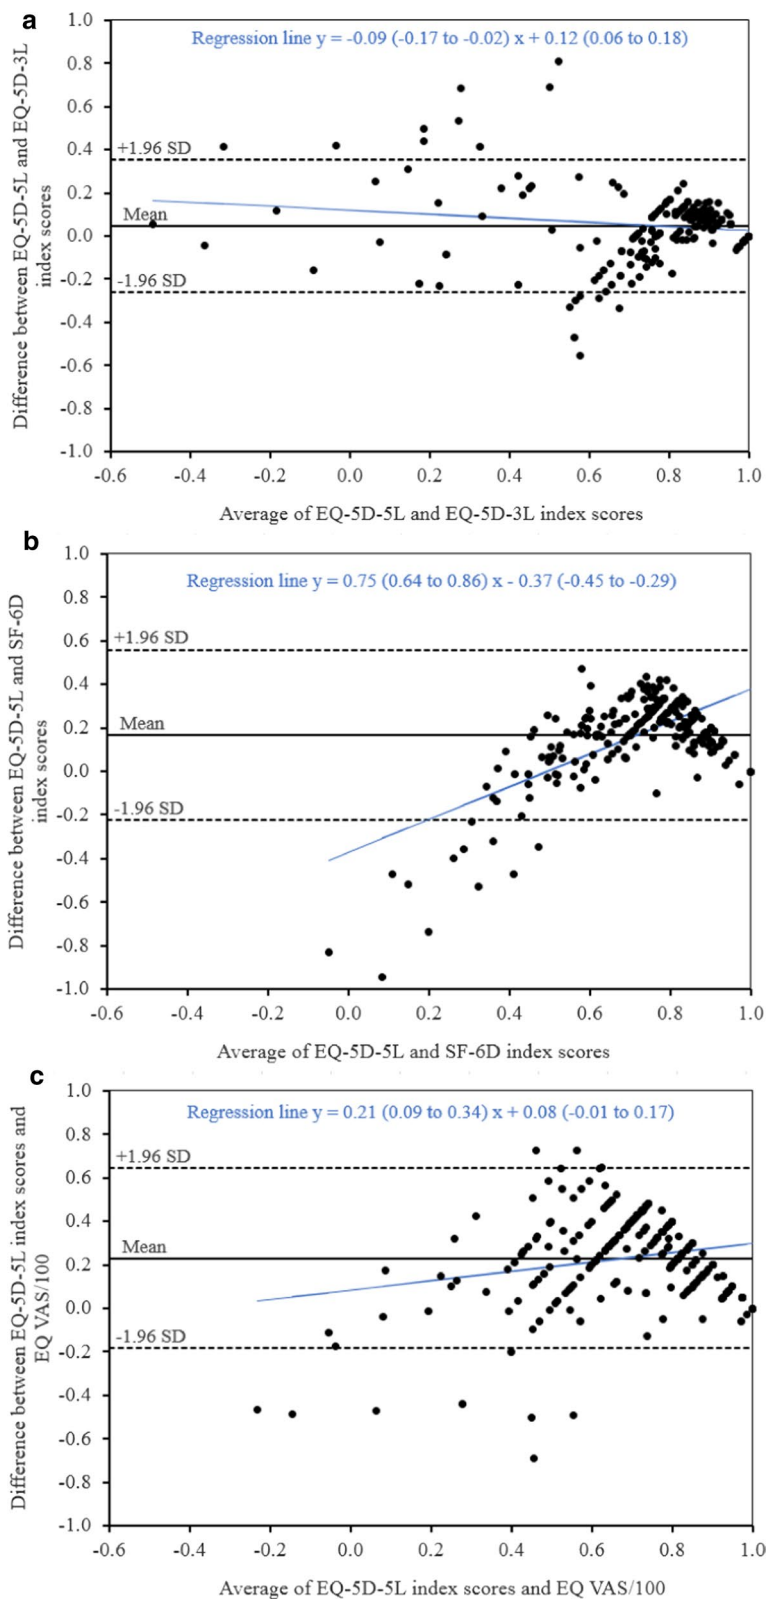 a
Difference between EQ-5D-5L and EQ-5D-3L
index scores
1.0
0.8
0.6
0.4
0.2
0.0
-0.2
-0.4
-0.6
-0.8
-1.0
Regression line y = -0.09 (-0.17 to -0.02) x + 0.12 (0.06 to 0.18)
+1.96 SD
Mean
-1.96 SD
-0.6 -0.4 -0.2 0.0 0.2 0.4 0.6 0.8 1.0
Average of EQ-5D-5L and EQ-5D-3L index scores
b
Difference between EQ-5D-5L and SF-6D
index scores
1.0
0.8
0.6
0.4
0.2
0.0
-0.2
-0.4
-0.6
-0.8
-1.0
Regression line y = 0.75 (0.64 to 0.86) x - 0.37 (-0.45 to -0.29)
+1.96 SD
Mean
-1.96 SD
-0.6 -0.4 -0.2 0.0 0.2 0.4 0.6 0.8 1.0
Average of EQ-5D-5L and SF-6D index scores
c
Difference between EQ-5D-5L index scores and
EQ VAS/100
1.0
0.8
0.6
0.4
0.2
0.0
-0.2
-0.4
-0.6
-0.8
-1.0
Regression line y = 0.21 (0.09 to 0.34) x + 0.08 (-0.01 to 0.17)
+1.96 SD
Mean
-1.96 SD
-0.6 -0.4 -0.2 0.0 0.2 0.4 0.6 0.8 1.0
Average of EQ-5D-5L index scores and EQ VAS/100